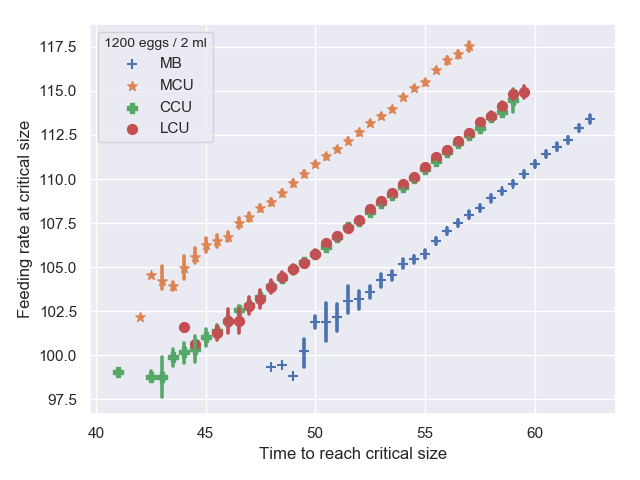 1200 eggs / 2 ml
MB
MCU
CCU
LCU
Feeding rate at critical size
117.5
115.0
112.5
110.0
107.5
105.0
102.5
100.0
97.5
40 45 50 55 60
Time to reach critical size